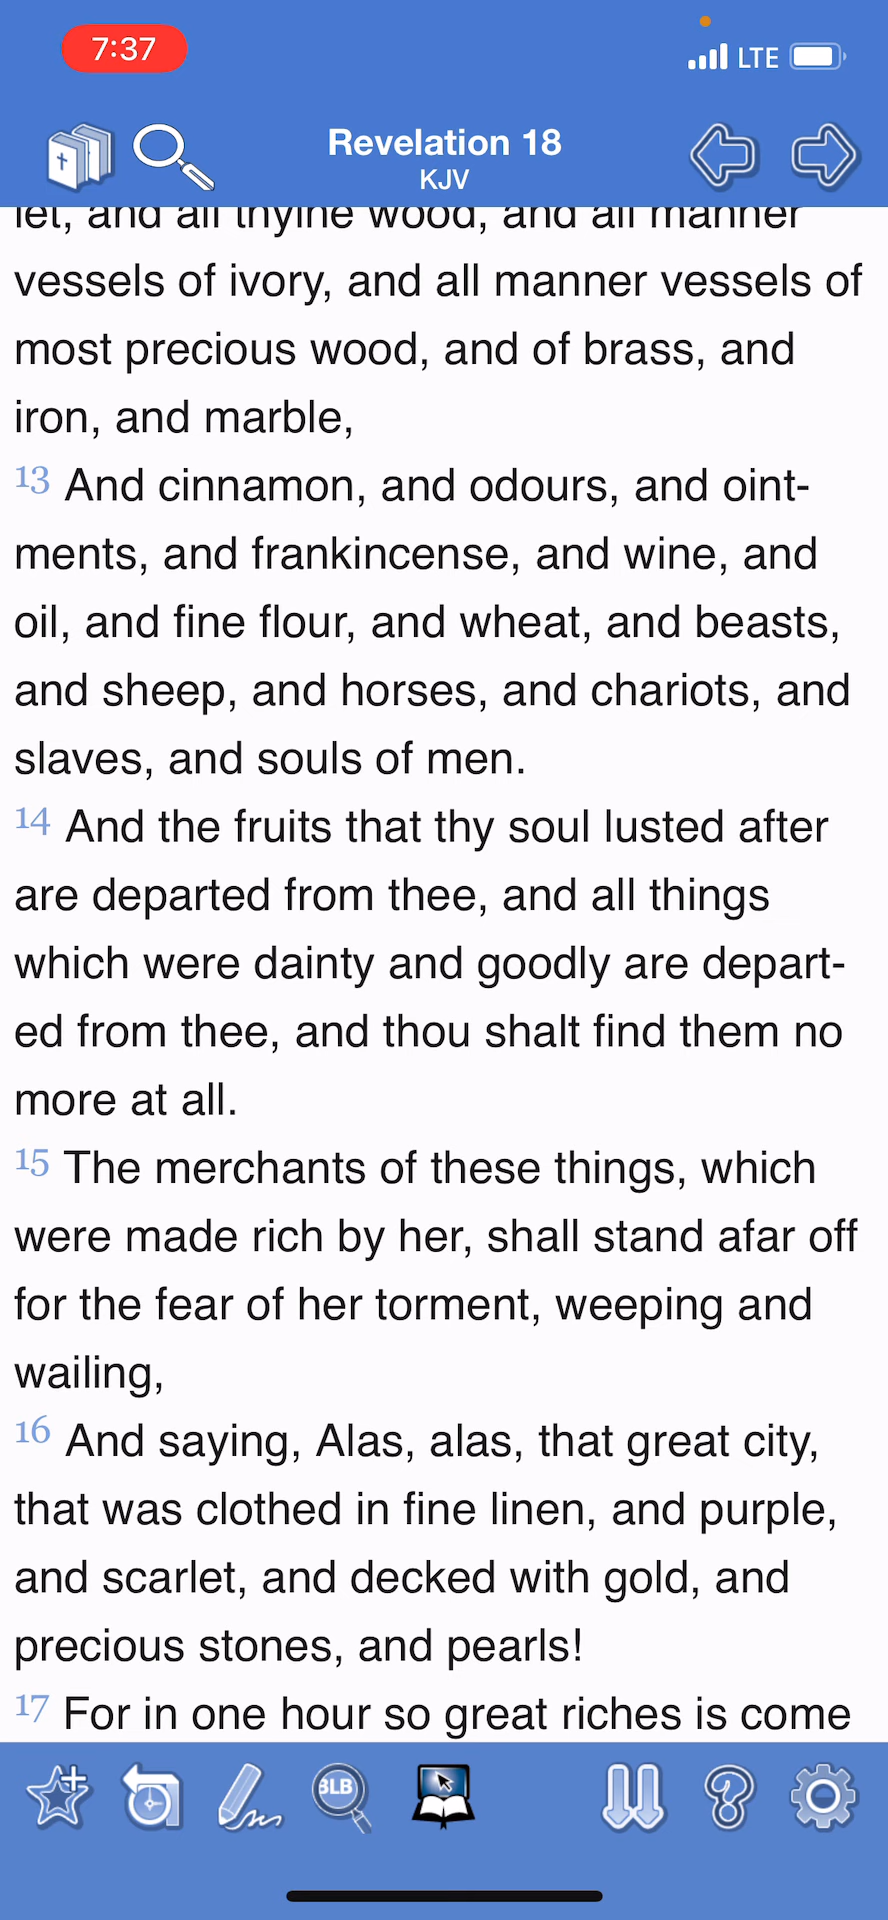 7:37
LTE
Revelation 18
KJV
let, and all thyine wood, and all manner
vessels of ivory, and all manner vessels of
most precious wood, and of brass, and
iron, and marble,
13 And cinnamon, and odours, and oint-
ments, and frankincense, and wine, and
oil, and fine flour, and wheat, and beasts,
and sheep, and horses, and chariots, and
slaves, and souls of men.
14 And the fruits that thy soul lusted after
are departed from thee, and all things
which were dainty and goodly are depart-
ed from thee, and thou shalt find them no
more at all.
15 The merchants of these things, which
were made rich by her, shall stand afar off
for the fear of her torment, weeping and
wailing,
16 And saying, Alas, alas, that great city,
that was clothed in fine linen, and purple,
and scarlet, and decked with gold, and
precious stones, and pearls!
17 For in one hour so great riches is come
BLB